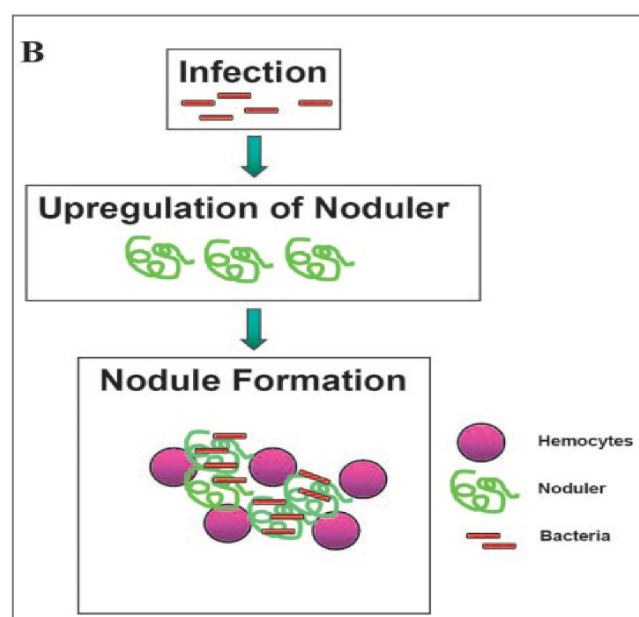 B
Infection
Upregulation of Noduler
Nodule Formation
Hemocytes
Noduler
Bacteria